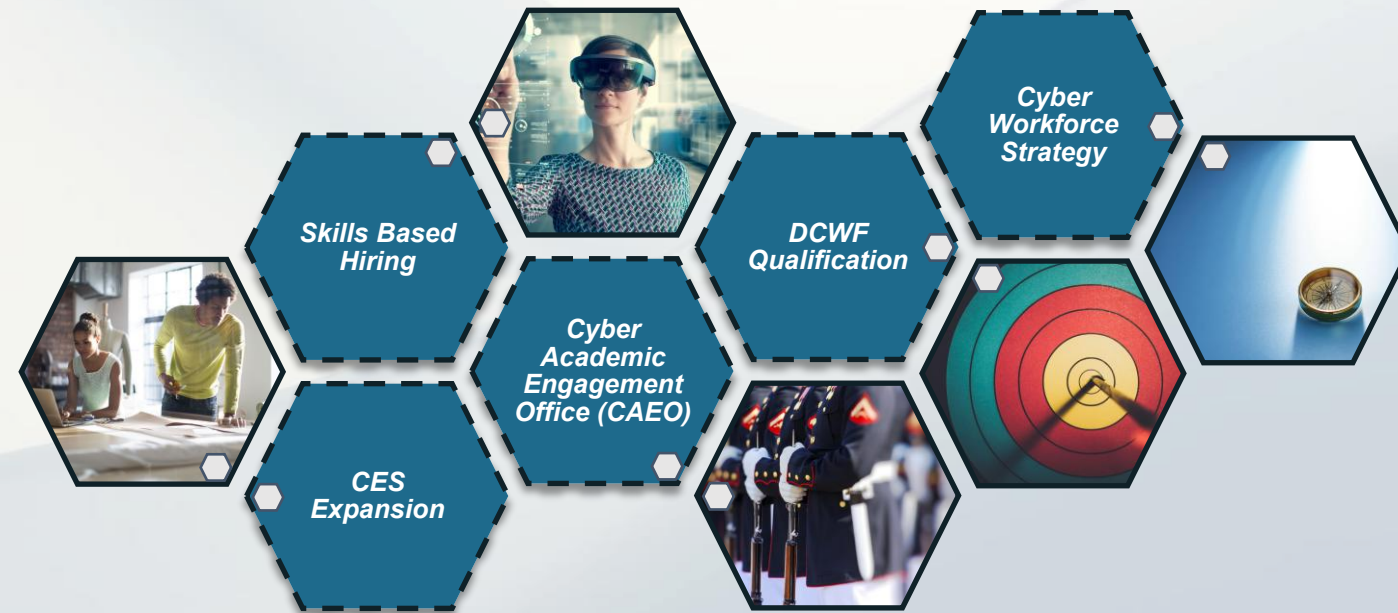 Cyber
Workforce
Strategy
Skills Based
Hiring
DCWF
Qualification
Cyber
Academic
Engagement
Office (CAEO)
CES
Expansion